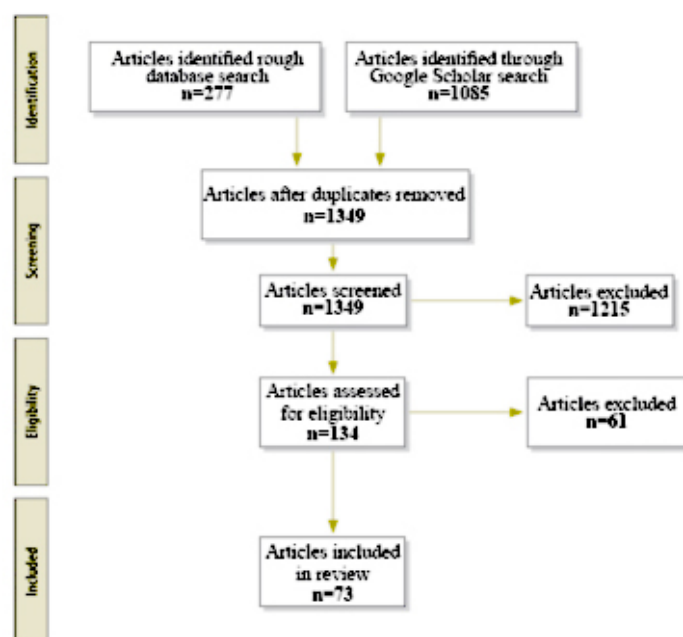 Identification
Articles identified rough
database search
n=277
Articles identified through
Google Scholar search
n=1085
Screening
Articles after duplicates removed
n=1349
Articles screened
n=1349
Articles excluded
n=1215
Eligibility
Articles assessed
for eligibility
n=134
Articles excluded
n=61
Included
Articles included
in review
n=73